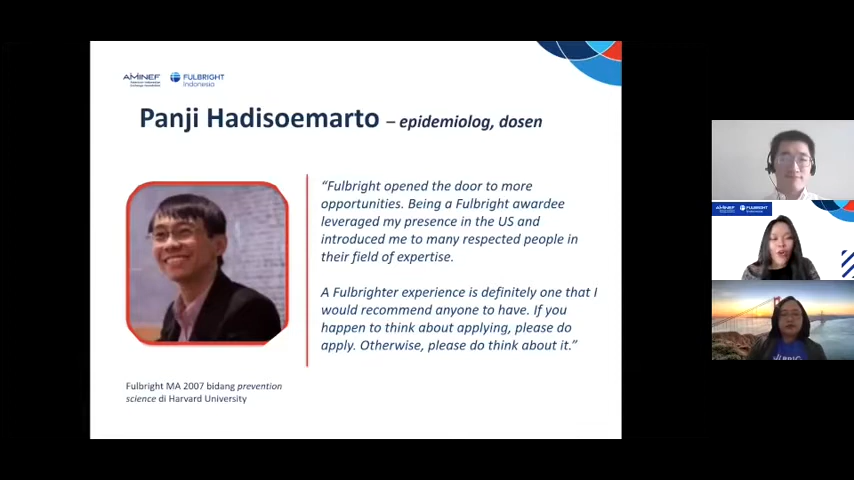 AMINEF
FULBRIGHT
Indonesia
Panji Hadisoemarto – epidemiolog, dosen
“Fulbright opened the door to more
opportunities. Being a Fulbright awardee
leveraged my presence in the US and
introduced me to many respected people in
their field of expertise.
A Fulbrighter experience is definitely one that I
would recommend anyone to have. If you
happen to think about applying, please do
apply. Otherwise, please do think about it.”
Fulbright MA 2007 bidang prevention
science di Harvard University
AMINEF
FULBRIGHT